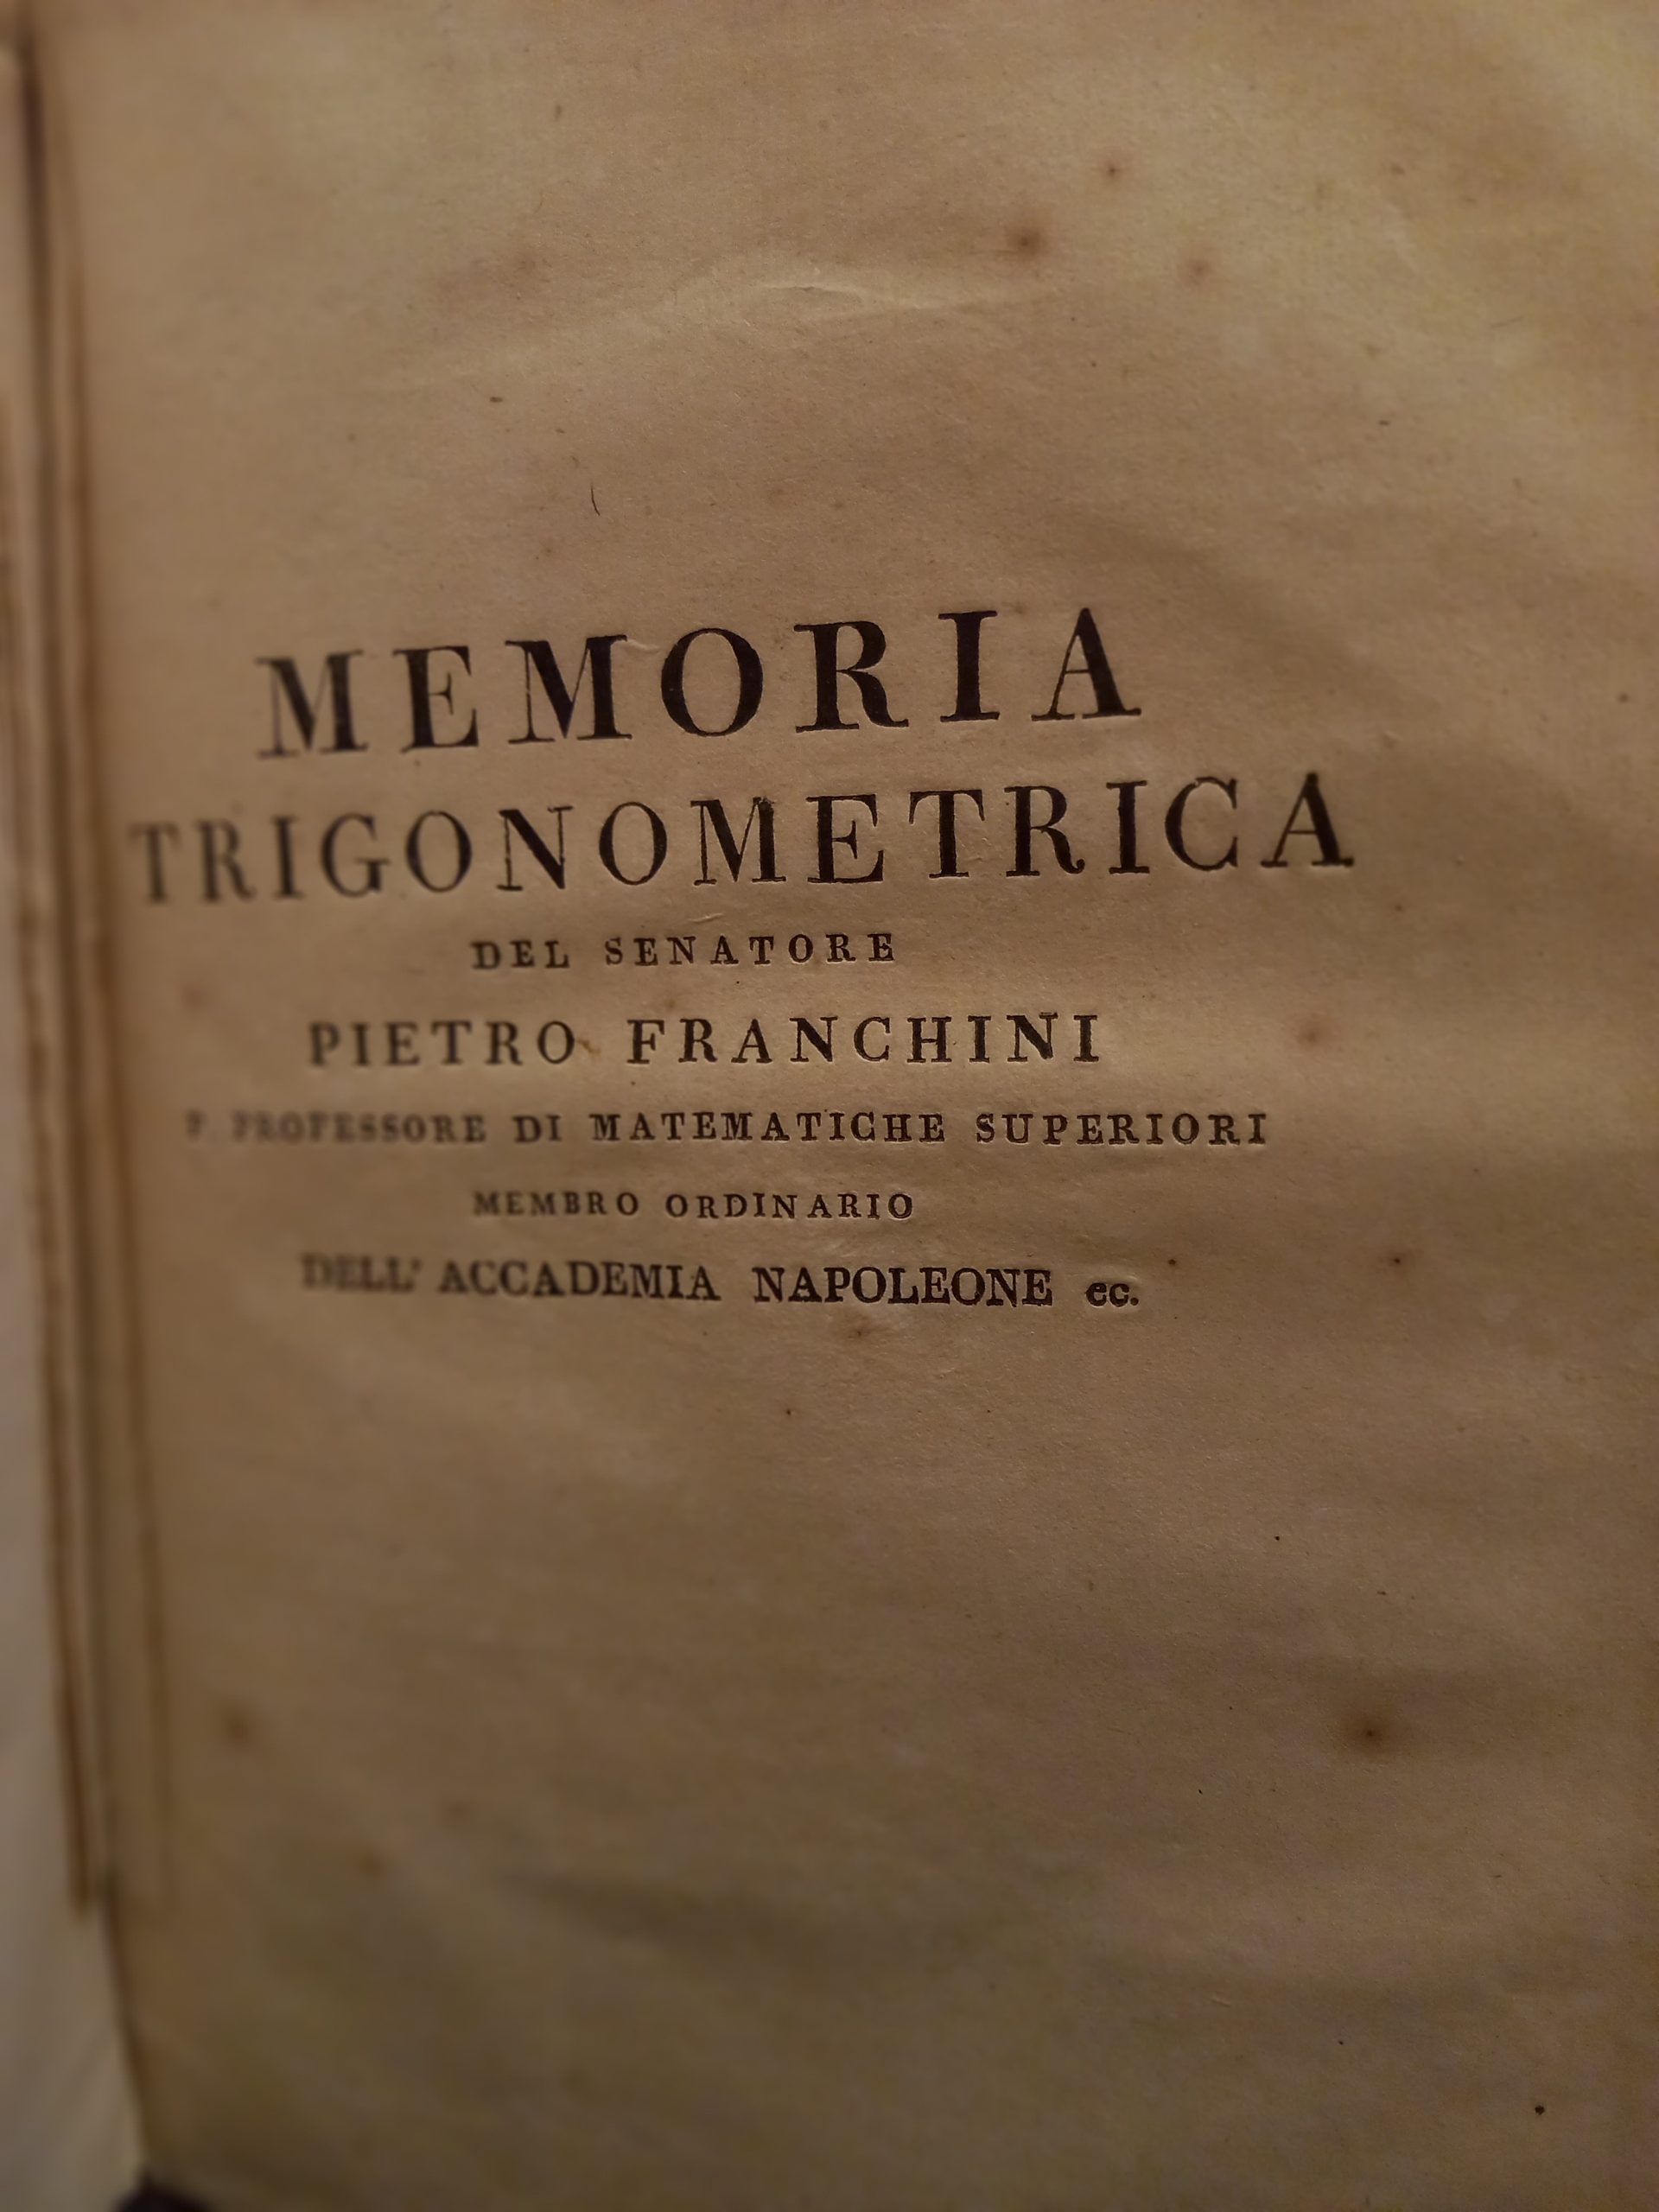 MEMORIA
TRIGONOMETRICA
DEL SENATORE
PIETRO FRANCHINI
P. PROFESSORE DI MATEMATICHE SUPERIORI
MEMBRO ORDINARIO
DELL' ACCADEMIA NAPOLEONE ec.